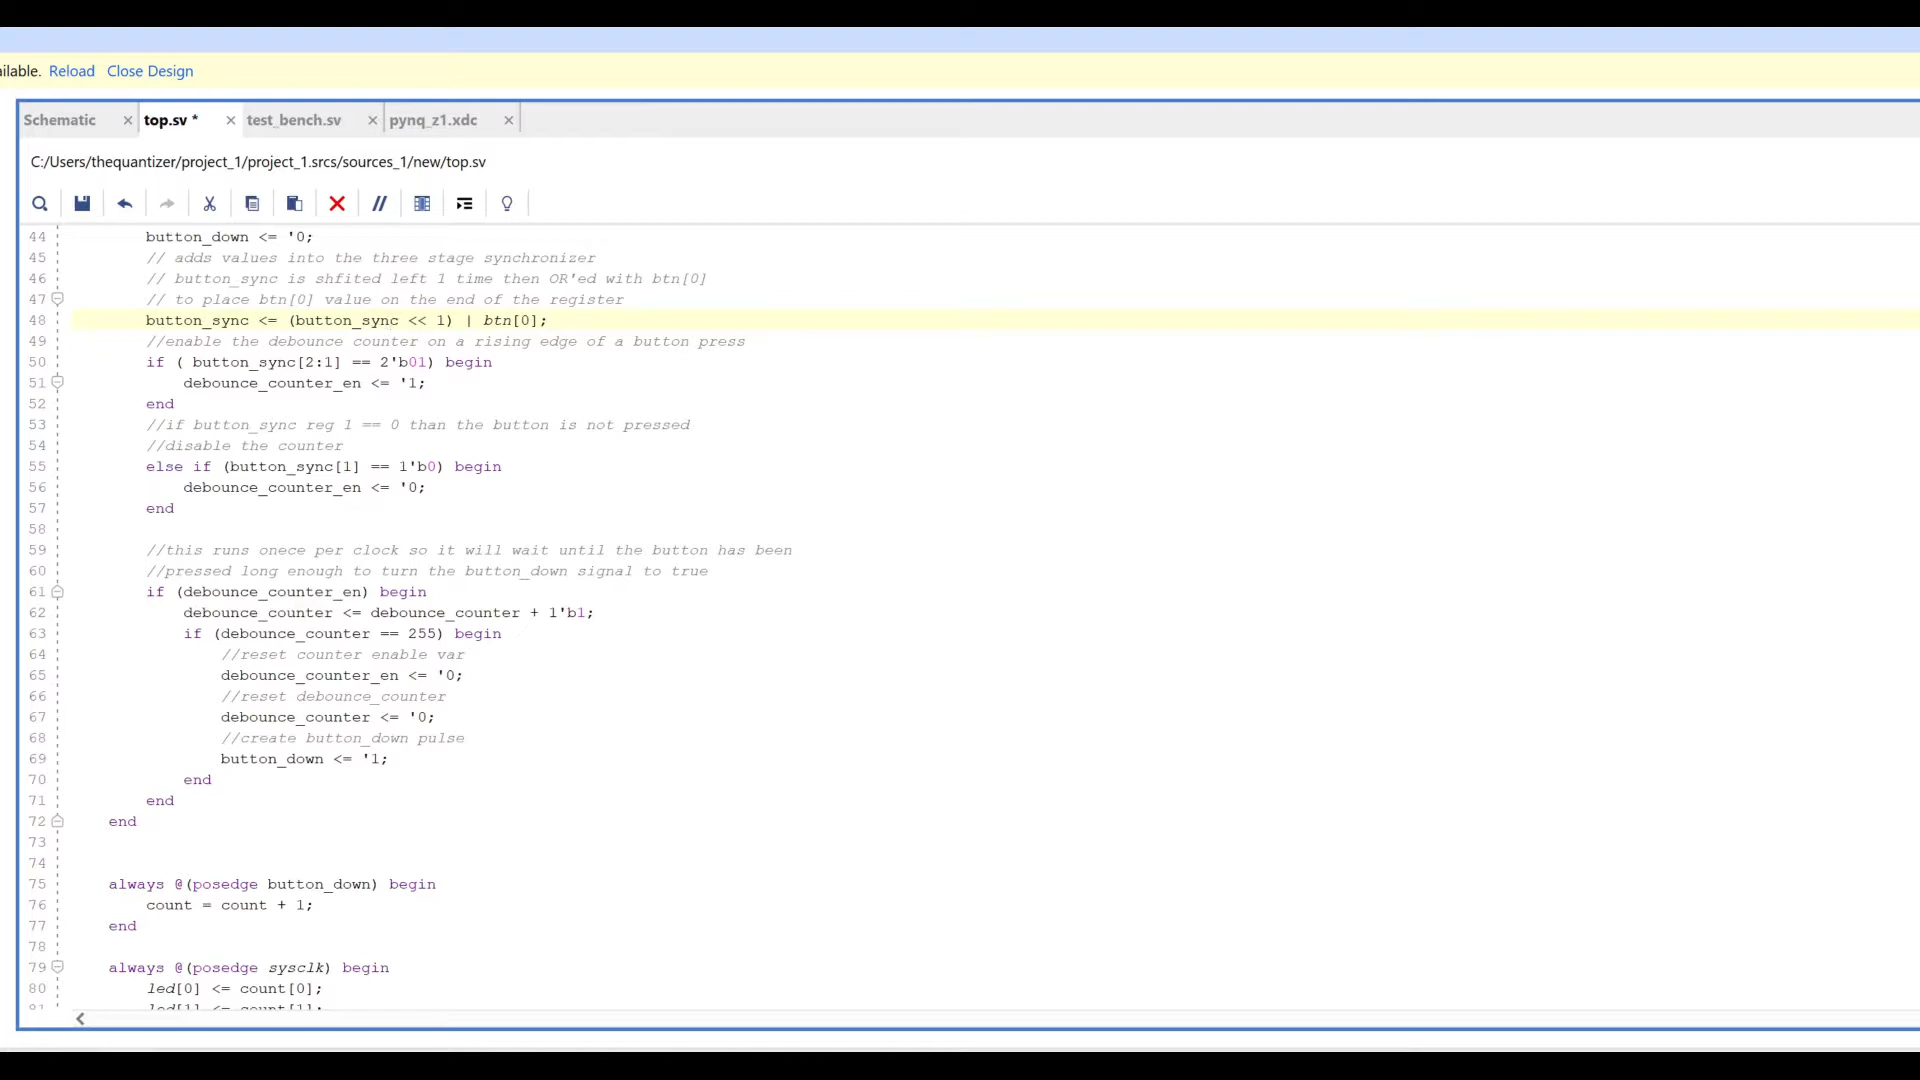 ailable. Reload Close Design
Schematic top.sv * test_bench.sv pynq_z1.xdc
C:/Users/thequantizer/project_1/project_1.srcs/sources_1/new/top.sv
44 button_down <= '0;
45 // adds values into the three stage synchronizer
46 // button_sync is shfited left 1 time then OR'ed with btn[0]
47 // to place btn[0] value on the end of the register
48 button_sync <= (button_sync << 1) | btn[0];
49 //enable the debounce counter on a rising edge of a button press
50 if ( button_sync[2:1] == 2'b01) begin
51 debounce_counter_en <= '1;
52 end
53 //if button_sync reg 1 == 0 than the button is not pressed
54 //disable the counter
55 else if (button_sync[1] == 1'b0) begin
56 debounce_counter_en <= '0;
57 end
58
59 //this runs onece per clock so it will wait until the button has been
60 //pressed long enough to turn the button_down signal to true
61 if (debounce_counter_en) begin
62 debounce_counter <= debounce_counter + 1'b1;
63 if (debounce_counter == 255) begin
64 //reset counter enable var
65 debounce_counter_en <= '0;
66 //reset debounce_counter
67 debounce_counter <= '0;
68 //create button_down pulse
69 button_down <= '1;
70 end
71 end
72 end
73
74
75 always @(posedge button_down) begin
76 count = count + 1;
77 end
78
79 always @(posedge sysclk) begin
80 led[0] <= count[0];
81 led[1] <= count[1];